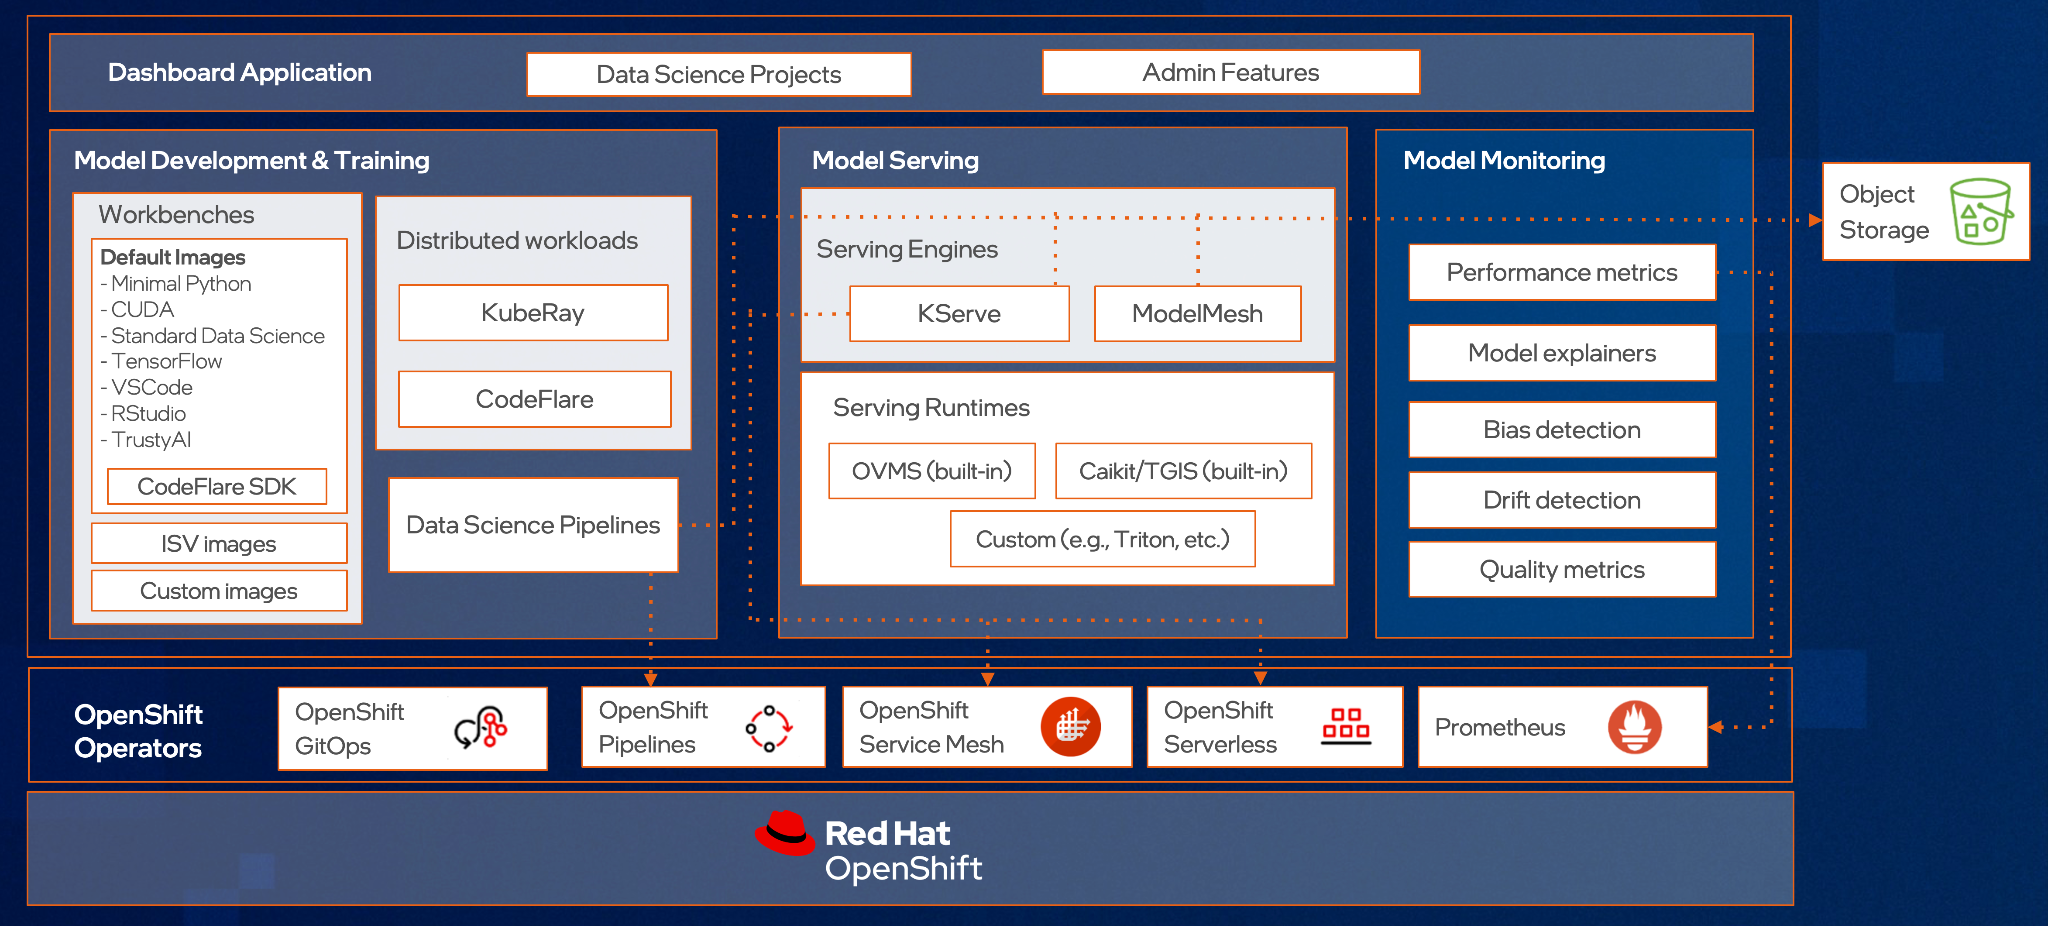 Dashboard Application
Data Science Projects
Admin Features
Model Development & Training
Workbenches
Default Images
- Minimal Python
- CUDA
- Standard Data Science
- TensorFlow
- VSCode
- RStudio
- TrustyAI
CodeFlare SDK
ISV images
Custom images
Distributed workloads
KubeRay
CodeFlare
Data Science Pipelines
Model Serving
Serving Engines
KServe
ModelMesh
Serving Runtimes
OVMS (built-in)
Caikit/TGIS (built-in)
Custom (e.g., Triton, etc.)
Model Monitoring
Performance metrics
Model explainers
Bias detection
Drift detection
Quality metrics
Object
Storage
OpenShift
Operators
OpenShift
GitOps
OpenShift
Pipelines
OpenShift
Service Mesh
OpenShift
Serverless
Prometheus
Red Hat
OpenShift